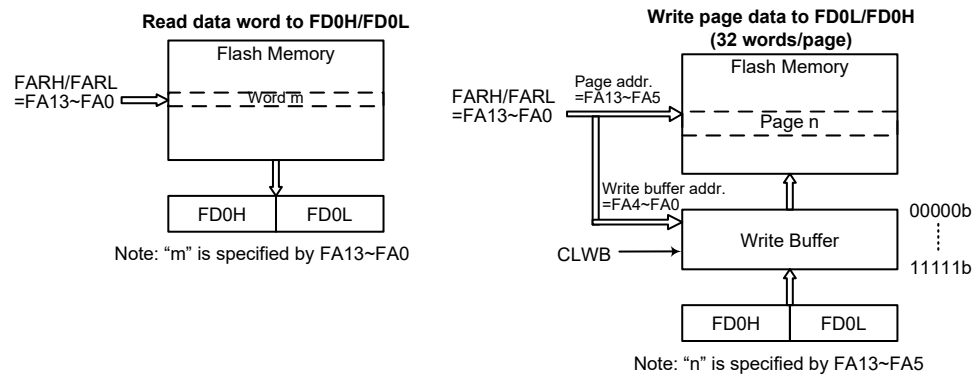 Read data word to FD0H/FD0L
Flash Memory
FARH/FARL
=FA13~FA0
Word m
FD0H
FD0L
Note: “m” is specified by FA13~FA0
Write page data to FD0L/FD0H
(32 words/page)
Flash Memory
FARH/FARL
=FA13~FA0
Page addr.
=FA13~FA5
Page n
Write buffer addr.
=FA4~FA0
Write Buffer
00000b
11111b
CLWB
FD0H
FD0L
Note: “n” is specified by FA13~FA5